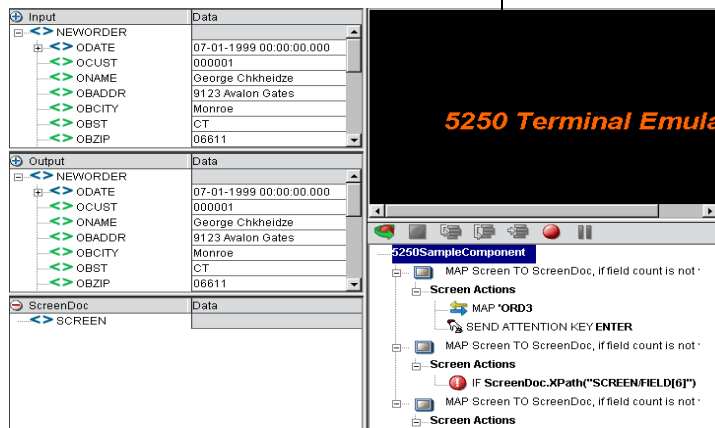 Input Data
NEWORDER
ODATE 07-01-1999 00:00:00.000
OCUST 000001
ONAME George Chkheidze
OBADDR 9123 Avalon Gates
OBCITY Monroe
OBST CT
OBZIP 06611
Output Data
NEWORDER
ODATE 07-01-1999 00:00:00.000
OCUST 000001
ONAME George Chkheidze
OBADDR 9123 Avalon Gates
OBCITY Monroe
OBST CT
OBZIP 06611
ScreenDoc Data
SCREEN
5250 Terminal Emula
5250SampleComponent
MAP Screen TO ScreenDoc, if field count is not
Screen Actions
MAP 'ORD3
SEND ATTENTION KEY ENTER
MAP Screen TO ScreenDoc, if field count is not
Screen Actions
IF ScreenDoc.XPath("SCREEN/FIELD[6]")
MAP Screen TO ScreenDoc, if field count is not
Screen Actions